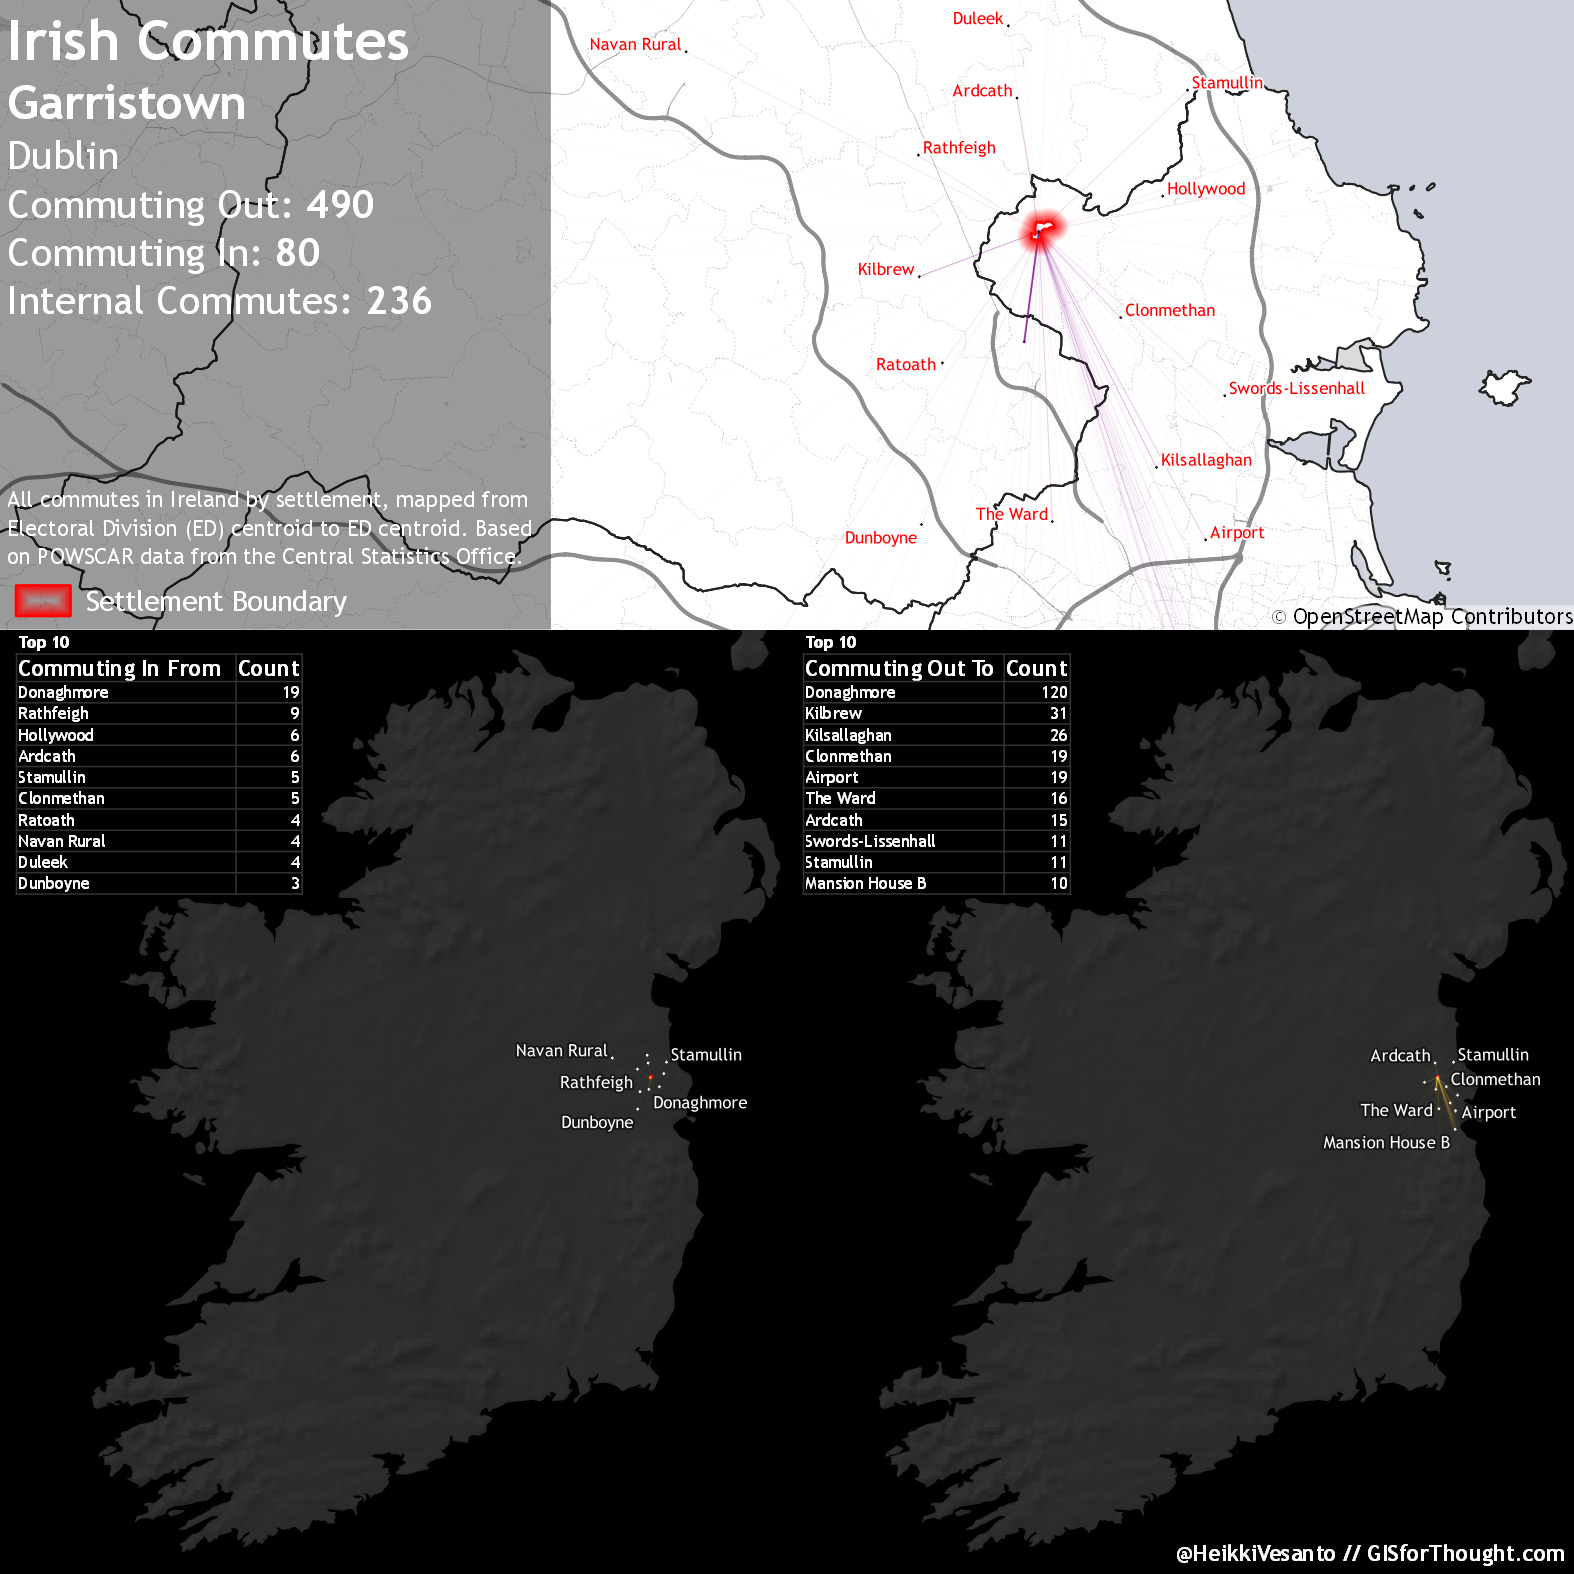 Irish Commutes
Garristown
Dublin
Commuting Out: 490
Commuting In: 80
Internal Commutes: 236
All commutes in Ireland by settlement, mapped from
Electoral Division (ED) centroid to ED centroid. Based
on POWSCAR data from the Central Statistics Office.
Settlement Boundary
Duleek
Navan Rural
Stamullin
Ardcath
Rathfeigh
Hollywood
Kilbrew
Clonmethan
Ratoath
Swords-Lissenhall
Kilsallaghan
The Ward
Airport
Dunboyne
© OpenStreetMap Contributors
Top 10
Commuting In From Count
Donaghmore 19
Rathfeigh 9
Hollywood 6
Ardcath 6
Stamullin 5
Clonmethan 5
Ratoath 4
Navan Rural 4
Duleek 4
Dunboyne 3
Navan Rural
Stamullin
Rathfeigh
Donaghmore
Dunboyne
Top 10
Commuting Out To Count
Donaghmore 120
Kilbrew 31
Kilsallaghan 26
Clonmethan 19
Airport 19
The Ward 16
Ardcath 15
Swords-Lissenhall 11
Stamullin 11
Mansion House B 10
Ardcath
Stamullin
Clonmethan
The Ward
Airport
Mansion House B
@HeikkiVesanto // GISforThought.com